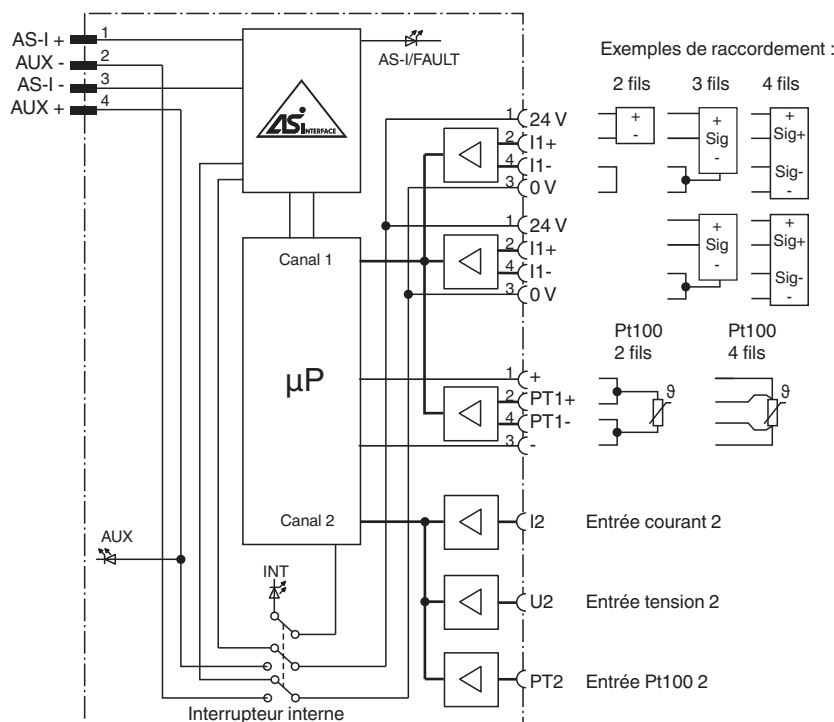 AS-I +
1
AUX -
2
AS-I -
3
AUX +
4
AS-I/FAULT
ASi INTERFACE
Exemples de raccordement :
2 fils
3 fils
4 fils
1 24 V
2 I1+
4 I1-
3 0 V
+
-
+
Sig
-
+
Sig+
Sig-
-
1 24 V
2 I1+
4 I1-
3 0 V
+
Sig
-
+
Sig+
Sig-
-
Canal 1
µP
Canal 2
1 +
2 PT1+
4 PT1-
3 -
Pt100
2 fils
ϑ
Pt100
4 fils
ϑ
I2 Entrée courant 2
U2 Entrée tension 2
PT2 Entrée Pt100 2
AUX
INT
Interrupteur interne